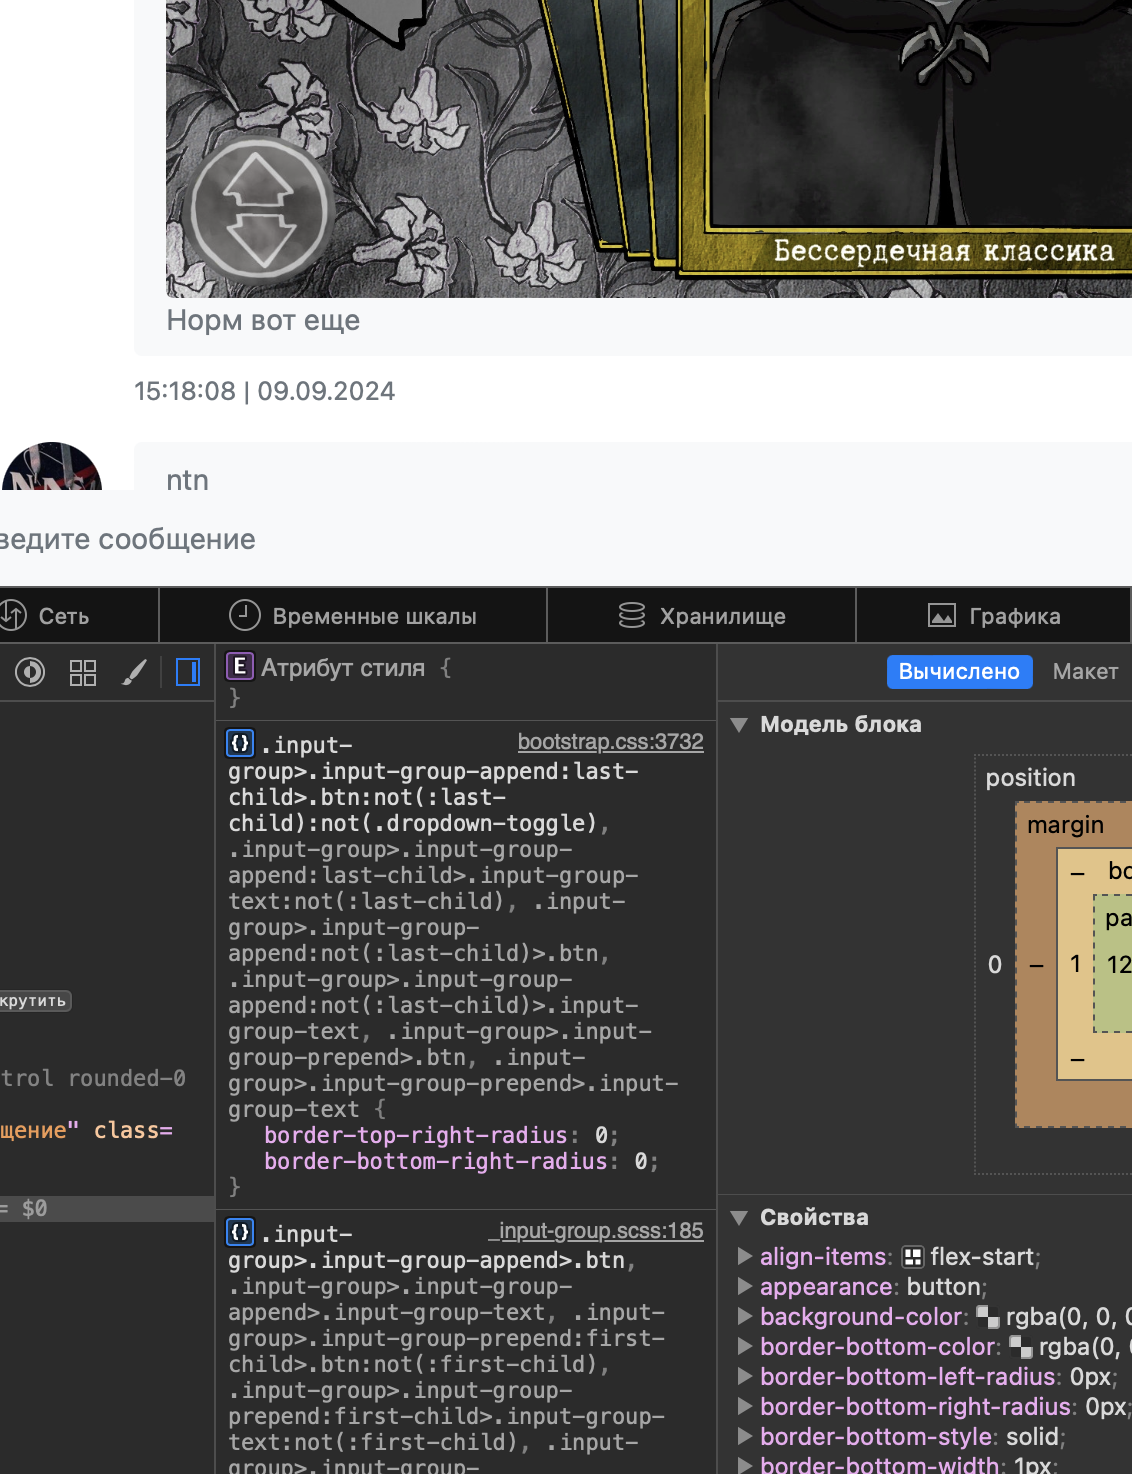 Бессердечная классика
Норм вот еще
15:18:08 | 09.09.2024
ntn
ведите сообщение
Сеть
Временные шкалы
Хранилище
Графика
E Атрибут стиля {
}
Вычислено
Макет
крутить
trol rounded-0
щение" class=
= $0
{} .input-
bootstrap.css:3732
group>.input-group-append:last-
child>.btn:not(:last-
child):not(.dropdown-toggle),
.input-group>.input-group-
append:last-child>.input-group-
text:not(:last-child), .input-
group>.input-group-
append:not(:last-child)>.btn,
.input-group>.input-group-
append:not(:last-child)>.input-
group-text, .input-group>.input-
group-prepend>.btn, .input-
group>.input-group-prepend>.input-
group-text {
border-top-right-radius: 0;
border-bottom-right-radius: 0;
}
{} .input-
_input-group.scss:185
group>.input-group-append>.btn,
.input-group>.input-group-
append>.input-group-text, .input-
group>.input-group-prepend:first-
child>.btn:not(:first-child),
.input-group>.input-group-
prepend:first-child>.input-group-
text:not(:first-child), .input-
group>.input-group-
Модель блока
position
margin
– bo
pa
0 – 1 12
–
Свойства
align-items: flex-start;
appearance: button;
background-color: rgba(0, 0, 0
border-bottom-color: rgba(0,
border-bottom-left-radius: 0px;
border-bottom-right-radius: 0px;
border-bottom-style: solid;
border-bottom-width: 1px;